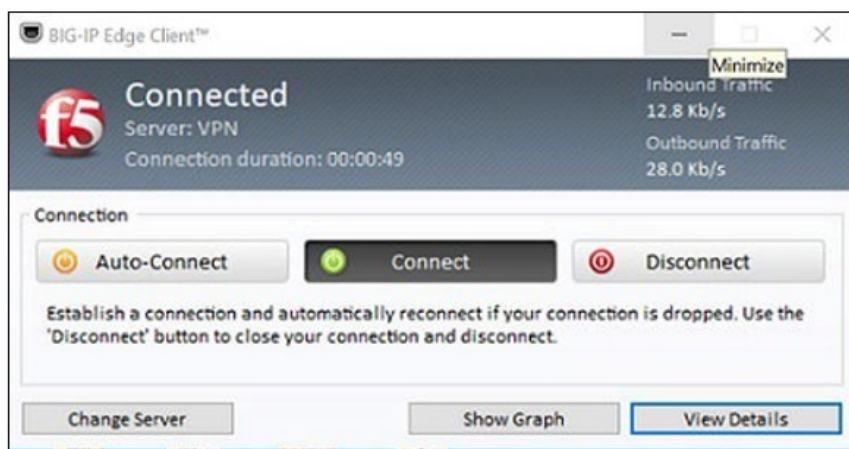 BIG-IP Edge Client™
Minimize
f5
Connected
Server: VPN
Connection duration: 00:00:49
Inbound Traffic
12.8 Kb/s
Outbound Traffic
28.0 Kb/s
Connection
Auto-Connect
Connect
Disconnect
Establish a connection and automatically reconnect if your connection is dropped. Use the
'Disconnect' button to close your connection and disconnect.
Change Server
Show Graph
View Details